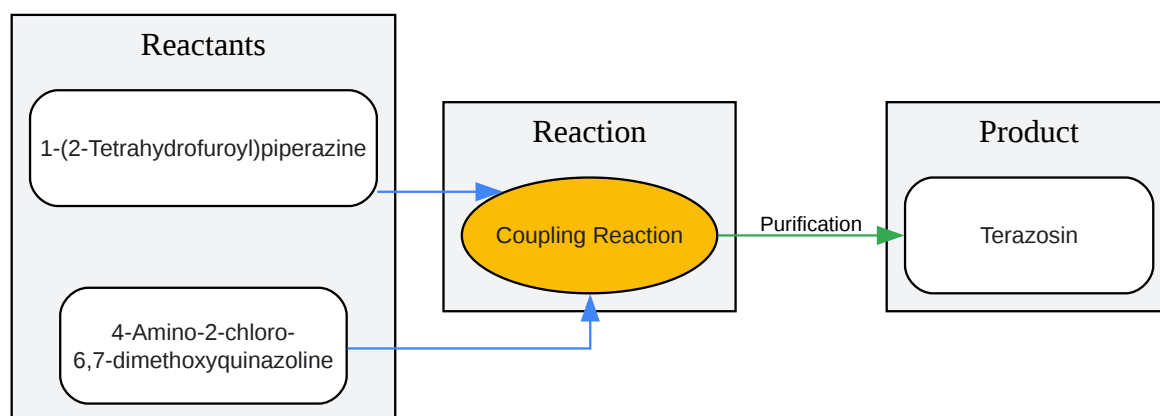 Reactants
1-(2-Tetrahydrofuroyl)piperazine
4-Amino-2-chloro-
6,7-dimethoxyquinazoline
Reaction
Coupling Reaction
Purification
Product
Terazosin